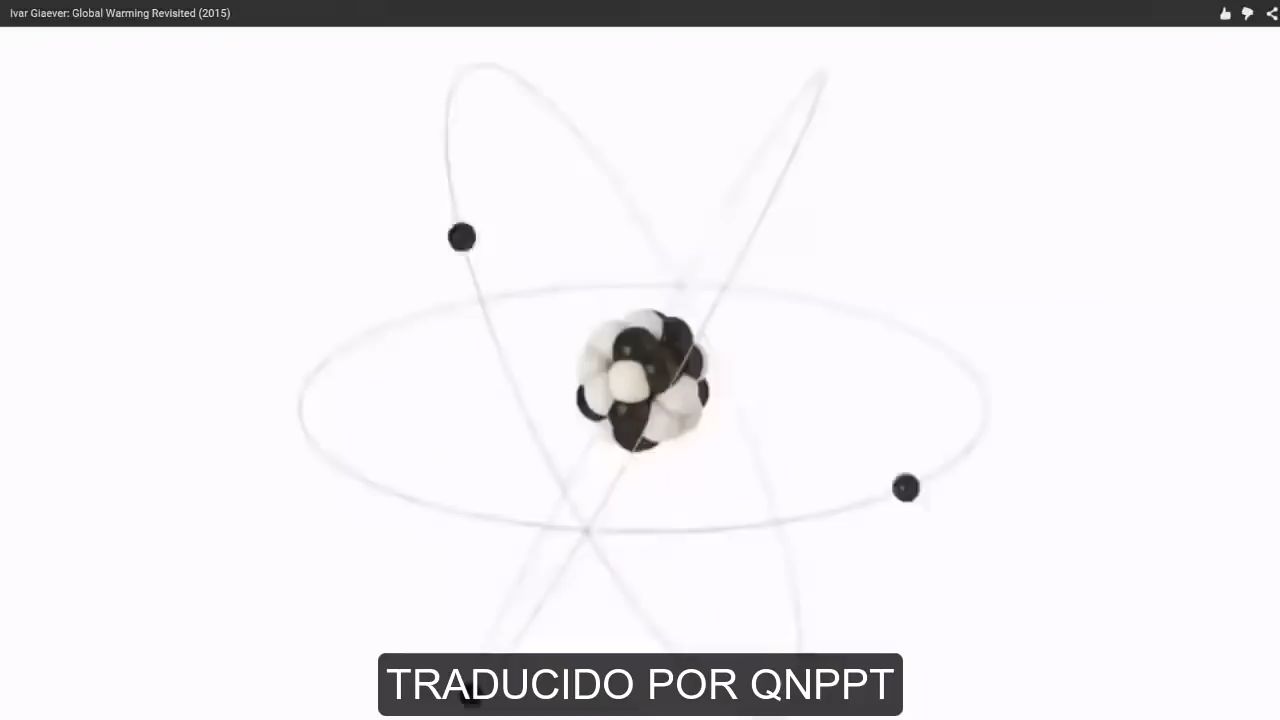 Ivar Giaever: Global Warming Revisited (2015)
TRADUCIDO POR QNPPT